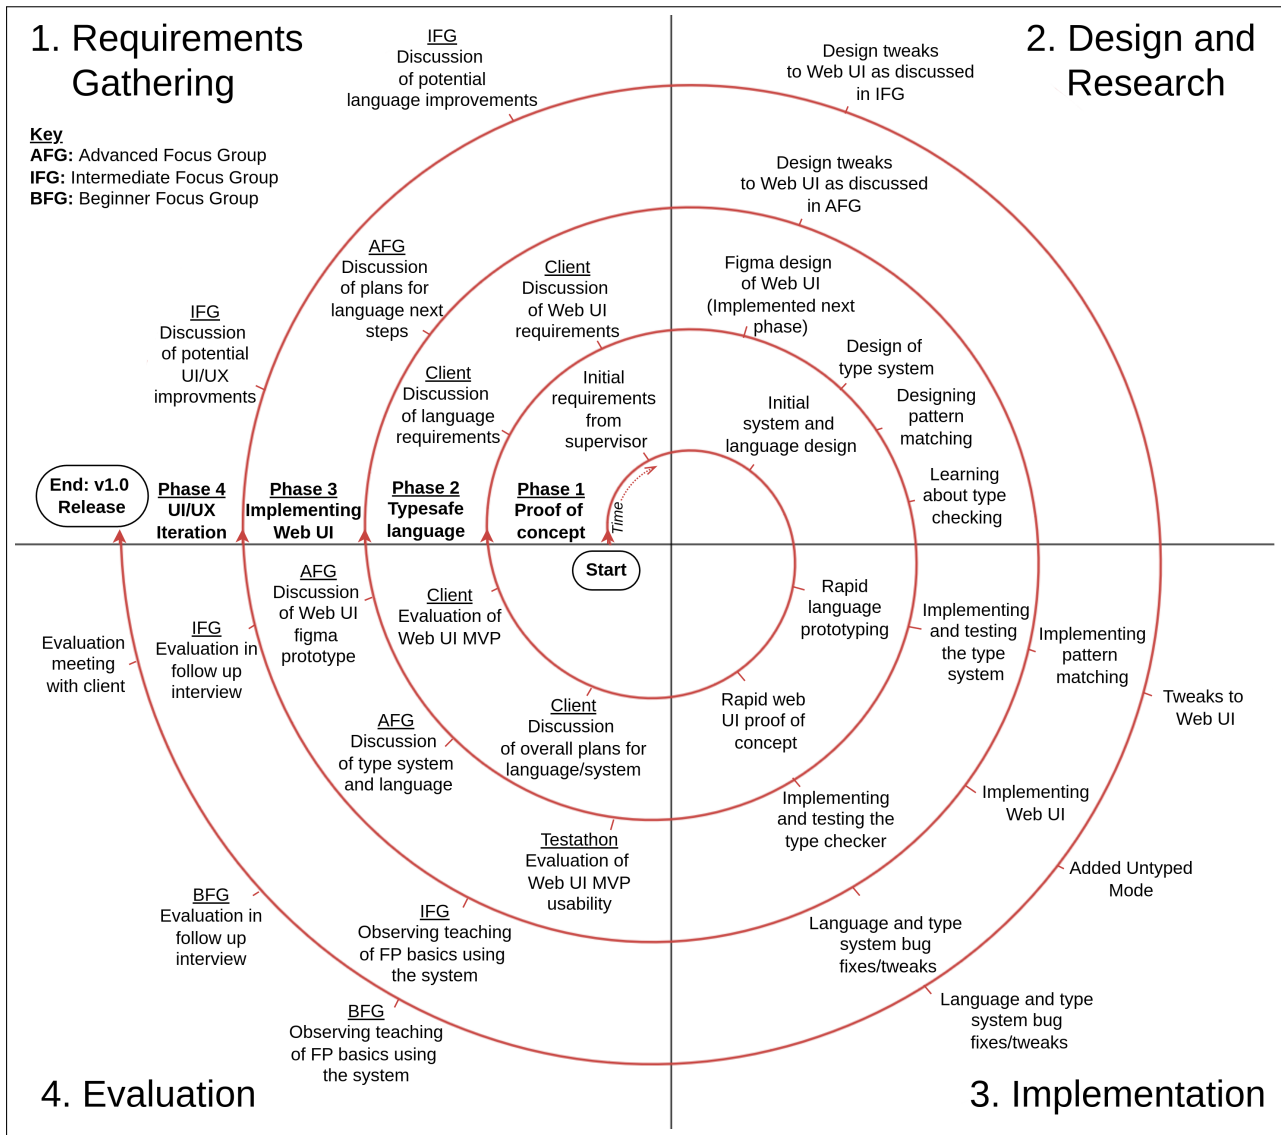 1. Requirements
Gathering
2. Design and
Research
Key
AFG: Advanced Focus Group
IFG: Intermediate Focus Group
BFG: Beginner Focus Group
IFG
Discussion
of potential
language improvements
Design tweaks
to Web UI as discussed
in IFG
Design tweaks
to Web UI as discussed
in AFG
AFG
Discussion
of plans for
language next
steps
Client
Discussion
of Web UI
requirements
Figma design
of Web UI
(Implemented next
phase)
IFG
Discussion
of potential
UI/UX
improvments
Client
Discussion
of language
requirements
Initial
requirements
from
supervisor
Initial
system and
language design
Design of
type system
Designing
pattern
matching
Learning
about type
checking
End: v1.0
Release
Phase 4
UI/UX
Iteration
Phase 3
Implementing
Web UI
Phase 2
Typesafe
language
Phase 1
Proof of
concept
Time
Start
Evaluation
meeting
with client
IFG
Evaluation in
follow up
interview
AFG
Discussion
of Web UI
figma
prototype
Client
Evaluation of
Web UI MVP
Rapid
language
prototyping
Implementing
and testing
the type
system
Implementing
pattern
matching
Tweaks to
Web UI
AFG
Discussion
of type system
and language
Client
Discussion
of overall plans for
language/system
Rapid web
UI proof of
concept
Implementing
and testing the
type checker
Implementing
Web UI
Added Untyped
Mode
Testathon
Evaluation of
Web UI MVP
usability
BFG
Evaluation in
follow up
interview
IFG
Observing teaching
of FP basics using
the system
Language and type
system bug
fixes/tweaks
BFG
Observing teaching
of FP basics using
the system
Language and type
system bug
fixes/tweaks
4. Evaluation
3. Implementation